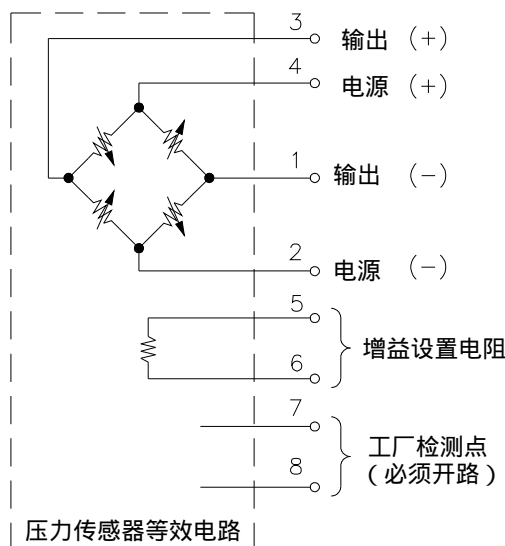 3 输出 (+)
4 电源 (+)
1 输出 (-)
2 电源 (-)
5
增益设置电阻
6
7
工厂检测点
8 (必须开路)
压力传感器等效电路